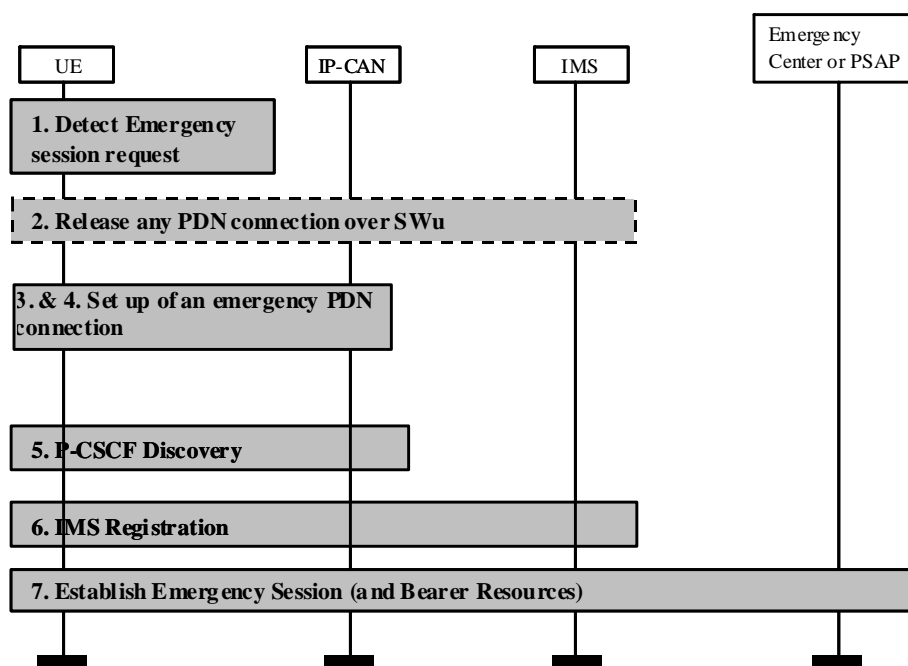 Emergency
Center or PSAP
UE
IP-CAN
IMS
1. Detect Emergency
session request
2. Release any PDN connection over SWu
3. & 4. Set up of an emergency PDN
connection
5. P-CSCF Discovery
6. IMS Registration
7. Establish Emergency Session (and Bearer Resources)